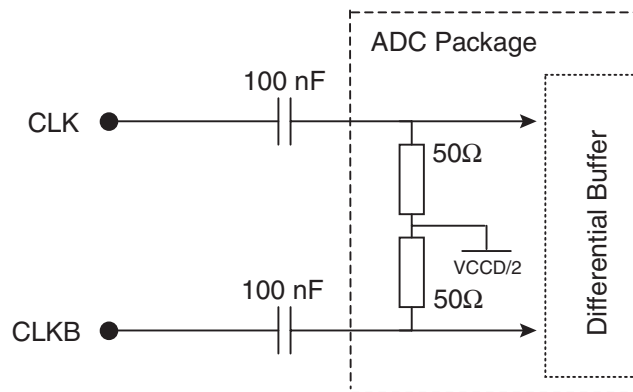 ADC Package
100 nF
CLK
50Ω
Differential Buffer
VCCD/2
100 nF
50Ω
CLKB